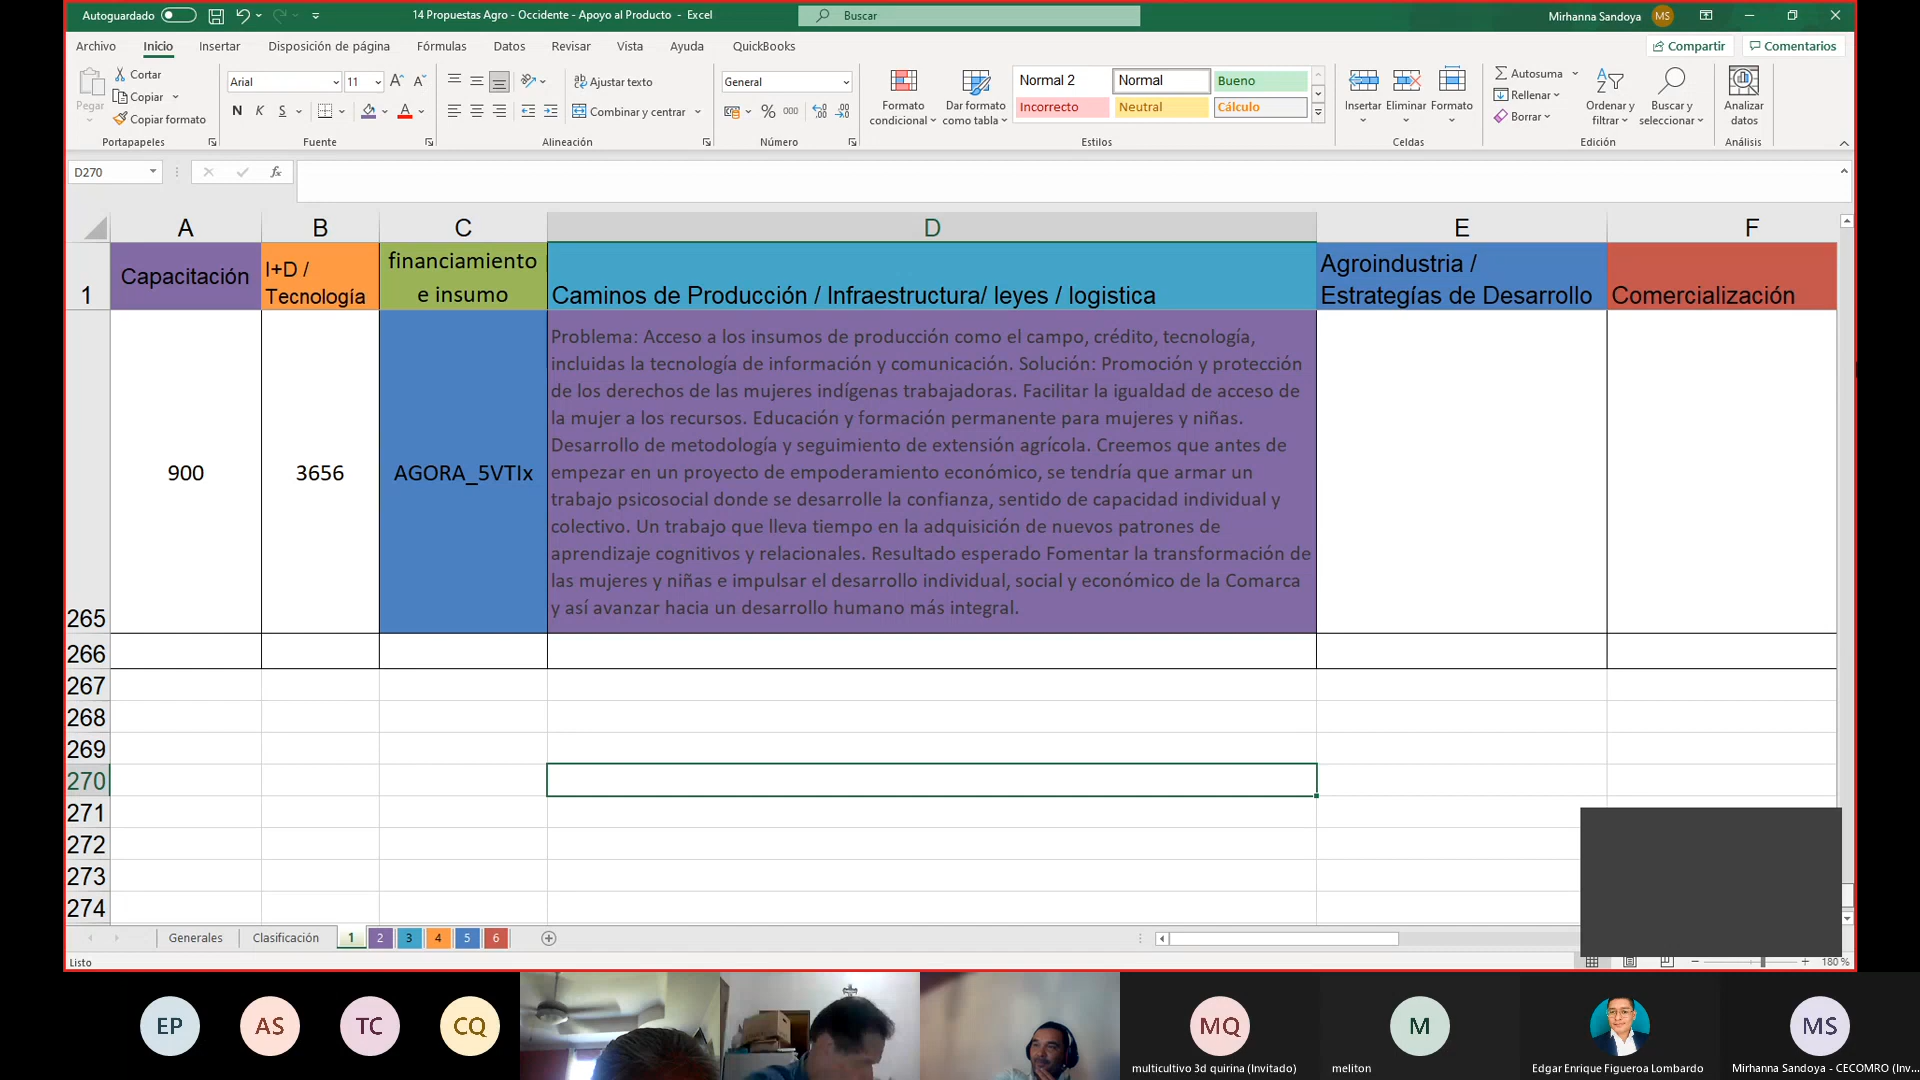 Autoguardado
14 Propuestas Agro - Occidente - Apoyo al Producto - Excel
Buscar
Mirhanna Sandoya
MS
Archivo Inicio Insertar Disposición de página Fórmulas Datos Revisar Vista Ayuda QuickBooks
Compartir Comentarios
Pegar
Cortar
Copiar
Copiar formato
Portapapeles
Arial 11
N K S
Fuente
Ajustar texto
Combinar y centrar
Alineación
General
% 000
Número
Formato condicional
Dar formato como tabla
Normal 2 Normal Bueno
Incorrecto Neutral Cálculo
Estilos
Insertar Eliminar Formato
Celdas
Autosuma
Rellenar
Borrar
Ordenar y filtrar
Buscar y seleccionar
Edición
Analizar datos
Análisis
D270
fx
A B C D E F
1
Capacitación
I+D /
Tecnología
financiamiento
e insumo
Caminos de Producción / Infraestructura/ leyes / logistica
Agroindustria /
Estrategías de Desarrollo
Comercialización
265
900
3656
AGORA_5VTIx
Problema: Acceso a los insumos de producción como el campo, crédito, tecnología,
incluidas la tecnología de información y comunicación. Solución: Promoción y protección
de los derechos de las mujeres indígenas trabajadoras. Facilitar la igualdad de acceso de
la mujer a los recursos. Educación y formación permanente para mujeres y niñas.
Desarrollo de metodología y seguimiento de extensión agrícola. Creemos que antes de
empezar en un proyecto de empoderamiento económico, se tendría que armar un
trabajo psicosocial donde se desarrolle la confianza, sentido de capacidad individual y
colectivo. Un trabajo que lleva tiempo en la adquisición de nuevos patrones de
aprendizaje cognitivos y relacionales. Resultado esperado Fomentar la transformación de
las mujeres y niñas e impulsar el desarrollo individual, social y económico de la Comarca
y así avanzar hacia un desarrollo humano más integral.
266
267
268
269
270
271
272
273
274
Generales Clasificación 1 2 3 4 5 6
Listo
180 %
EP
AS
TC
CQ
MQ
multicultivo 3d quirina (Invitado)
M
meliton
Edgar Enrique Figueroa Lombardo
MS
Mirhanna Sandoya - CECOMRO (Inv...